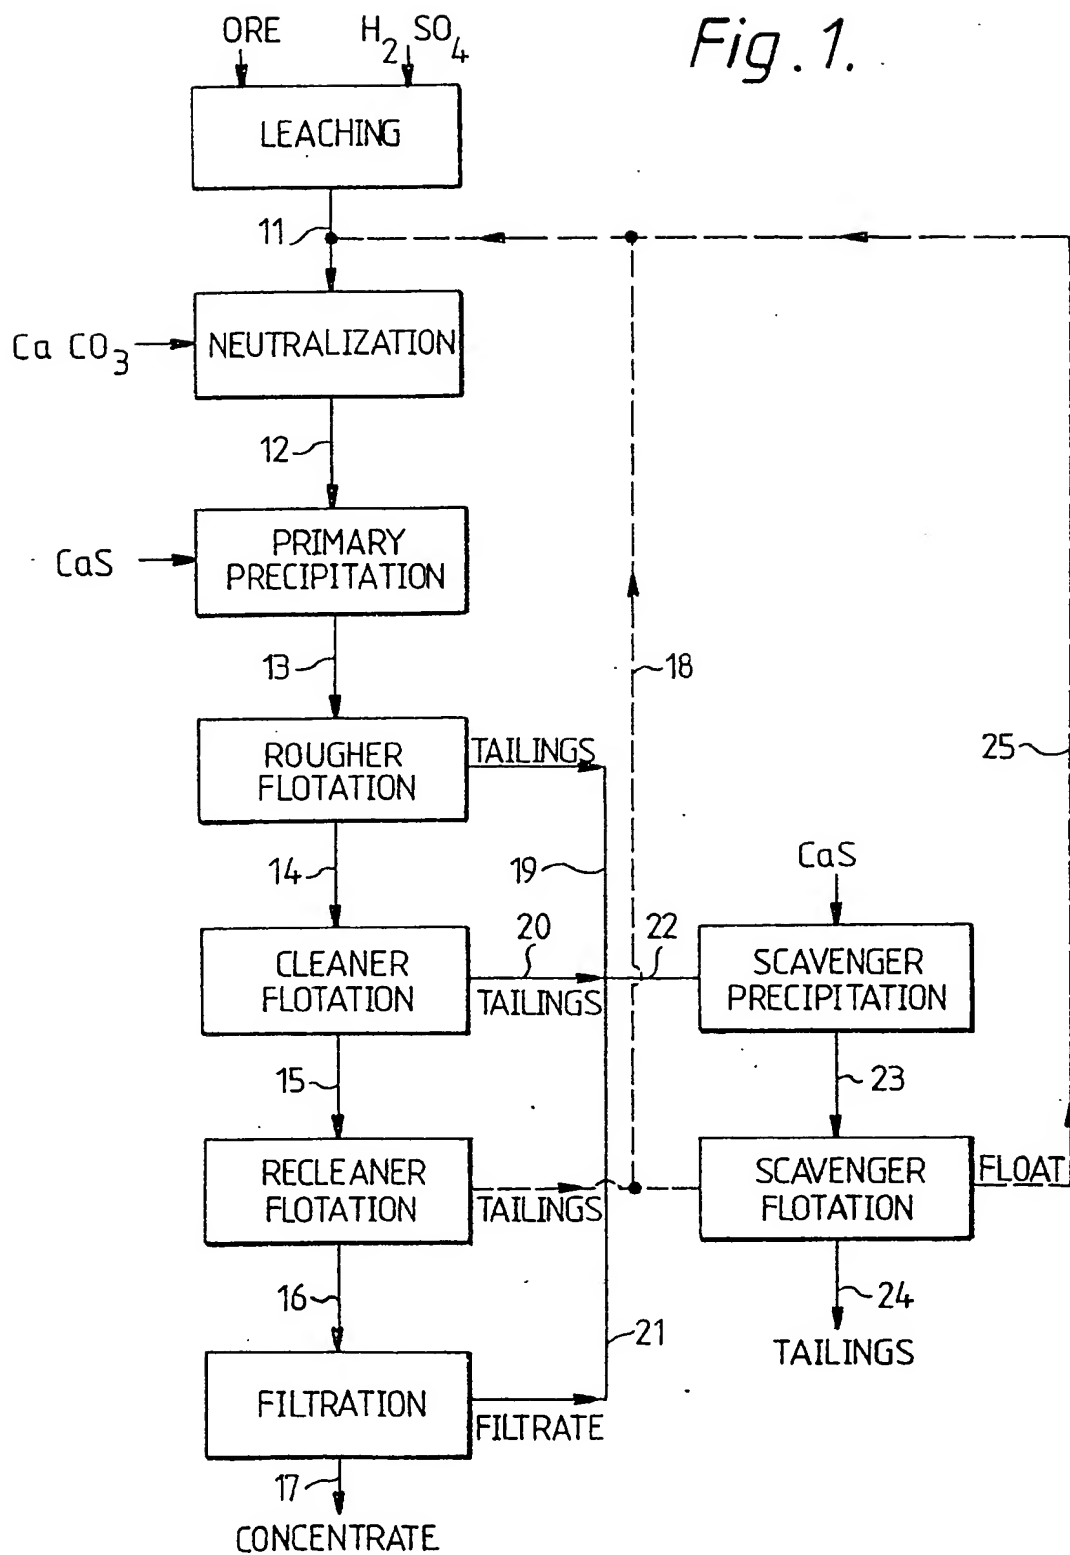 Fig. 1.
ORE
H2SO4
LEACHING
11
CaCO3
NEUTRALIZATION
12
CaS
PRIMARY
PRECIPITATION
13
ROUGHER
FLOTATION
TAILINGS
18
25
14
19
CaS
CLEANER
FLOTATION
20
TAILINGS
22
SCAVENGER
PRECIPITATION
15
23
RECLEANER
FLOTATION
TAILINGS
SCAVENGER
FLOTATION
FLOAT
16
21
24
TAILINGS
FILTRATION
FILTRATE
17
CONCENTRATE